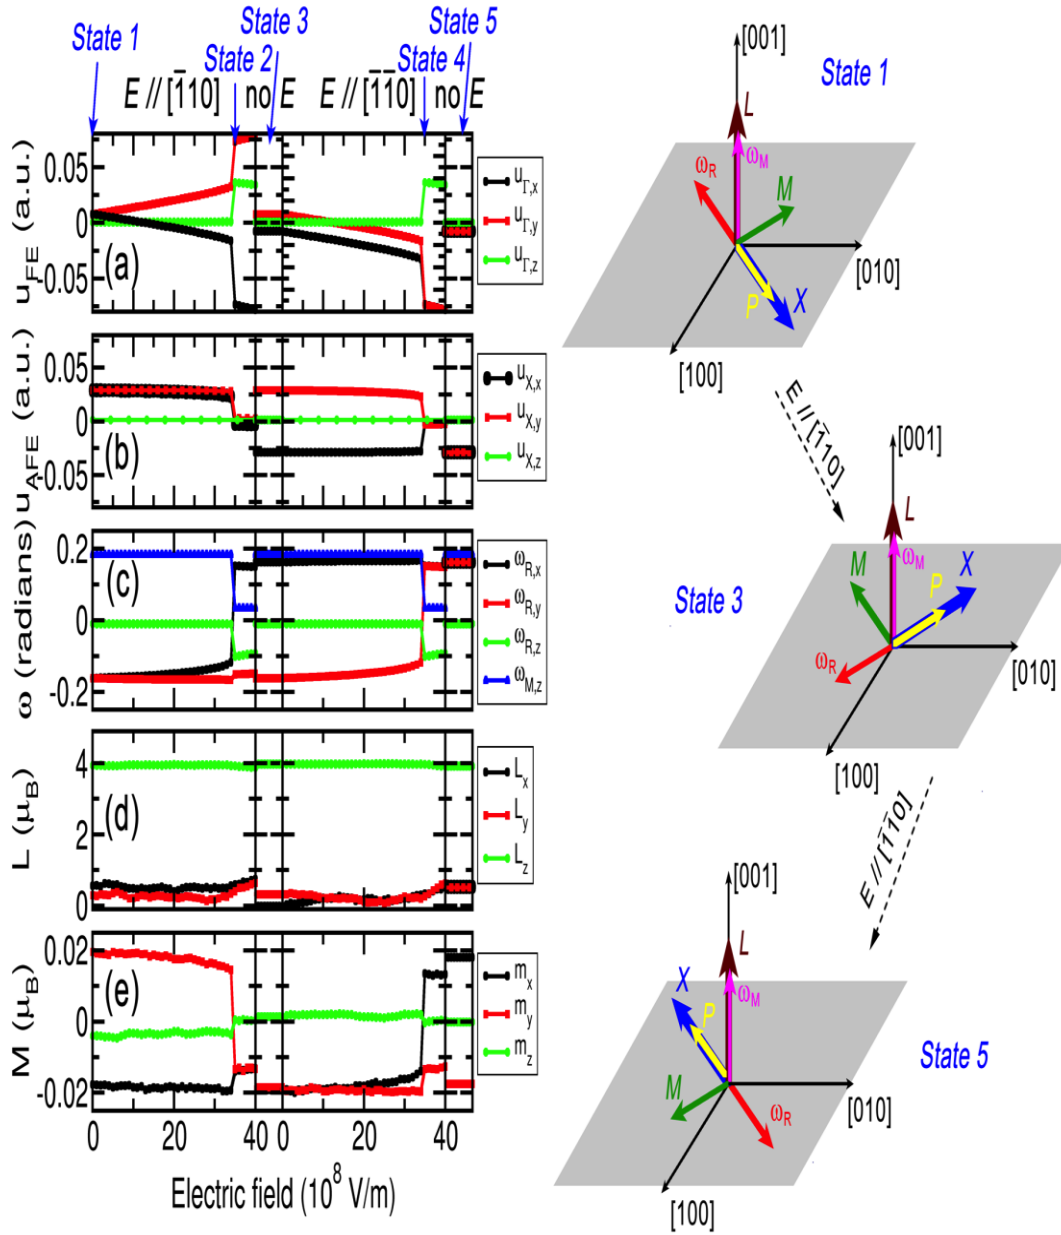 State 1
State 3
State 5
State 2
State 4
E // [1̄10] no E E // [1̄1̄0] no E
u_FE (a.u.)
0.05
0
-0.05
(a)
u_Γ,x
u_Γ,y
u_Γ,z
u_AFE (a.u.)
0.05
0
-0.05
(b)
u_X,x
u_X,y
u_X,z
ω (radians)
0.2
0
-0.2
(c)
ω_R,x
ω_R,y
ω_R,z
ω_M,z
L (μ_B)
4
2
0
(d)
L_x
L_y
L_z
M (μ_B)
0.02
0
-0.02
(e)
m_x
m_y
m_z
0 20 40 0 20 40
Electric field (10^8 V/m)
[001]
State 1
L
ω_M
ω_R
M
[010]
P
X
[100]
E // [1̄10]
[001]
L
ω_M
M
X
P
State 3
ω_R
[010]
[100]
E // [1̄1̄0]
[001]
L
X
ω_M
P
State 5
M
ω_R
[010]
[100]